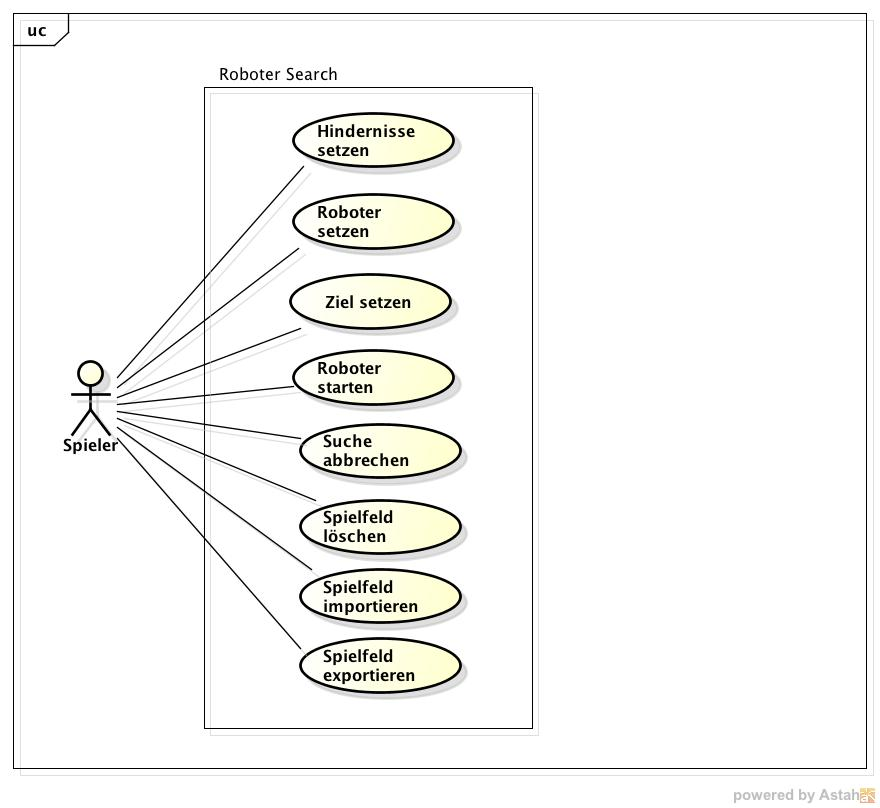 uc
Roboter Search
Hindernisse
setzen
Roboter
setzen
Ziel setzen
Roboter
starten
Suche
abbrechen
Spielfeld
löschen
Spielfeld
importieren
Spielfeld
exportieren
Spieler
powered by Astah